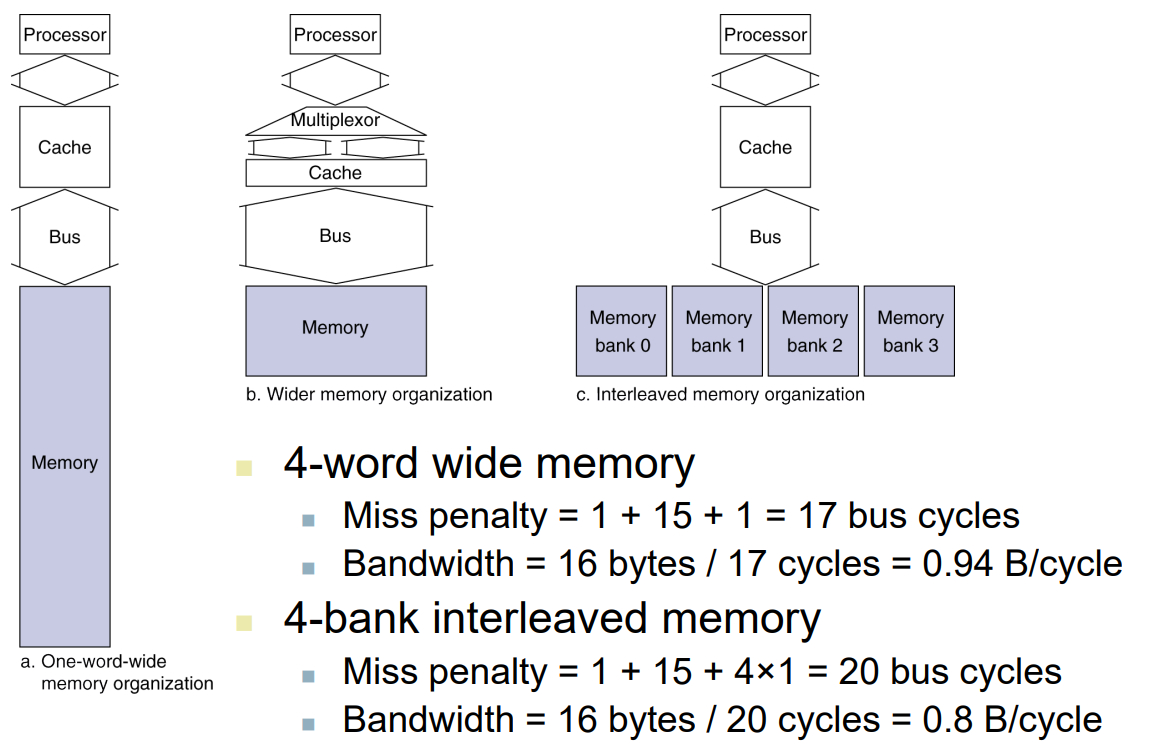 Processor
Cache
Bus
Memory
a. One-word-wide
memory organization
Processor
Multiplexor
Cache
Bus
Memory
b. Wider memory organization
Processor
Cache
Bus
Memory
bank 0
Memory
bank 1
Memory
bank 2
Memory
bank 3
c. Interleaved memory organization
4-word wide memory
Miss penalty = 1 + 15 + 1 = 17 bus cycles
Bandwidth = 16 bytes / 17 cycles = 0.94 B/cycle
4-bank interleaved memory
Miss penalty = 1 + 15 + 4×1 = 20 bus cycles
Bandwidth = 16 bytes / 20 cycles = 0.8 B/cycle